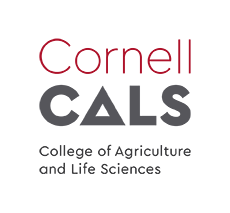 Cornell
CALS
College of Agriculture
and Life Sciences